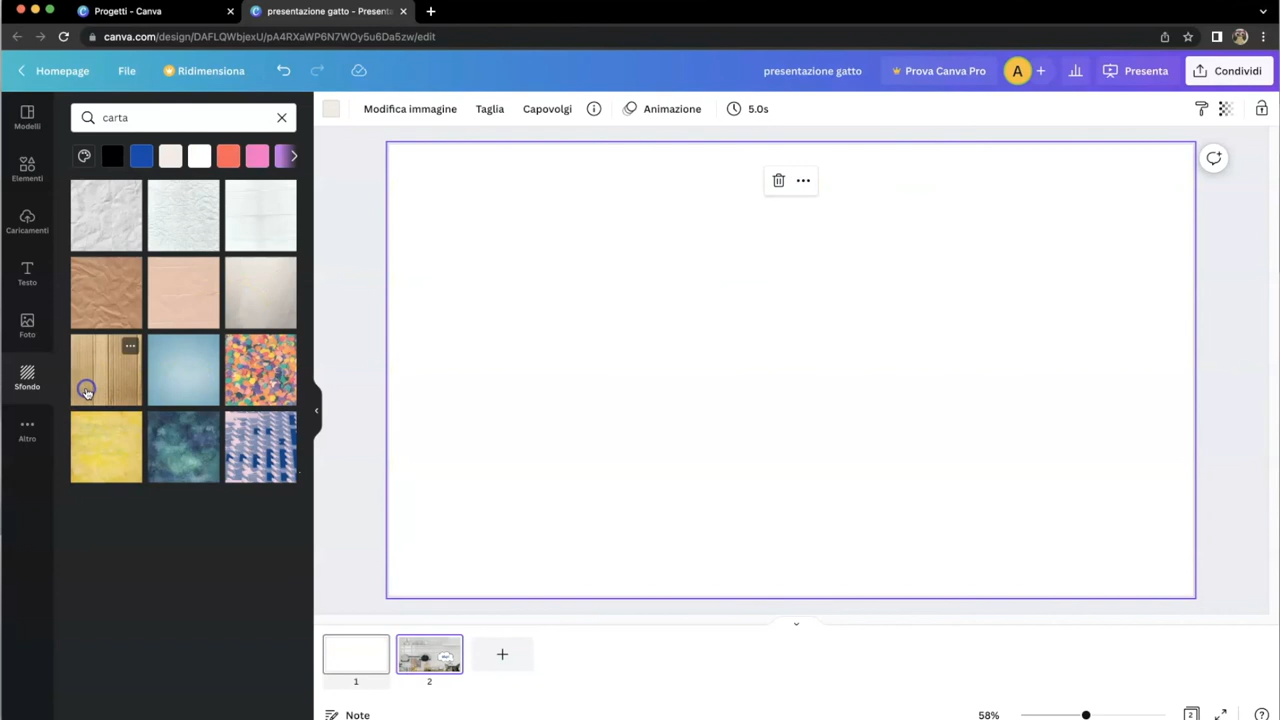 Progetti - Canva
presentazione gatto - Presenta
canva.com/design/DAFLQWbjexU/pA4RXaWP6N7WOy5u6Da5zw/edit
Homepage
File
Ridimensiona
presentazione gatto
Prova Canva Pro
A
Presenta
Condividi
Modelli
Elementi
Caricamenti
Testo
Foto
Sfondo
Altro
carta
Modifica immagine
Taglia
Capovolgi
Animazione
5.0s
1
2
Note
58%
2